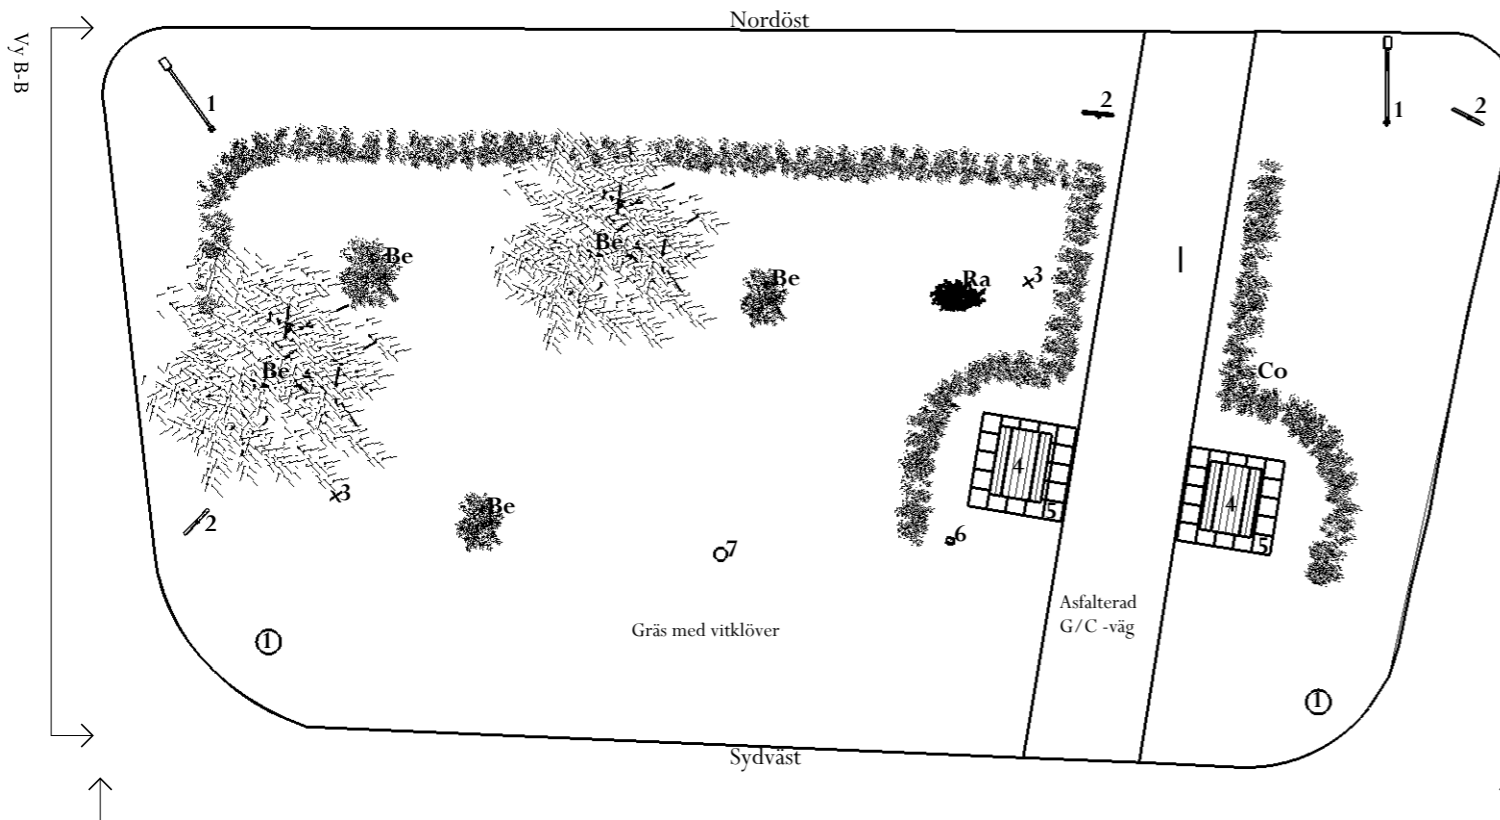 Nordöst
Vy B-B
1
2
1
2
Be
Be
Be
Ra
3
Be
Co
4
5
4
5
3
2
Be
7
6
Gräs med vitklöver
Asfalterad
G/C -väg
1
1
Sydväst